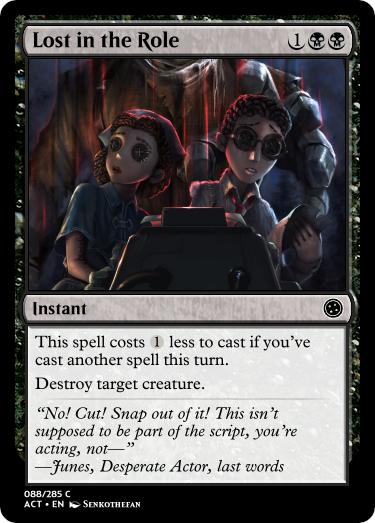 Lost in the Role 1
Instant
This spell costs 1 less to cast if you've
cast another spell this turn.
Destroy target creature.
“No! Cut! Snap out of it! This isn't
supposed to be part of the script, you're
acting, not—”
—Junes, Desperate Actor, last words
088/285 C
ACT • EN Senkothefan